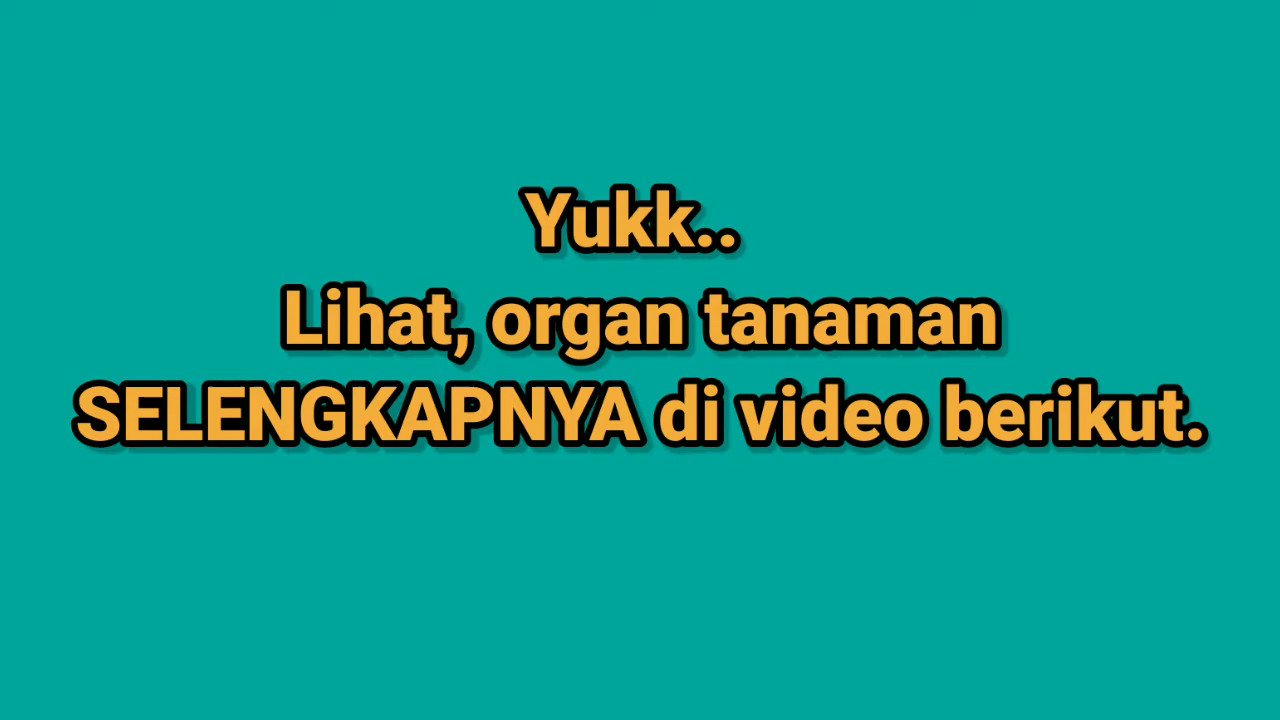 Yukk..
Lihat, organ tanaman
SELENGKAPNYA di video berikut.